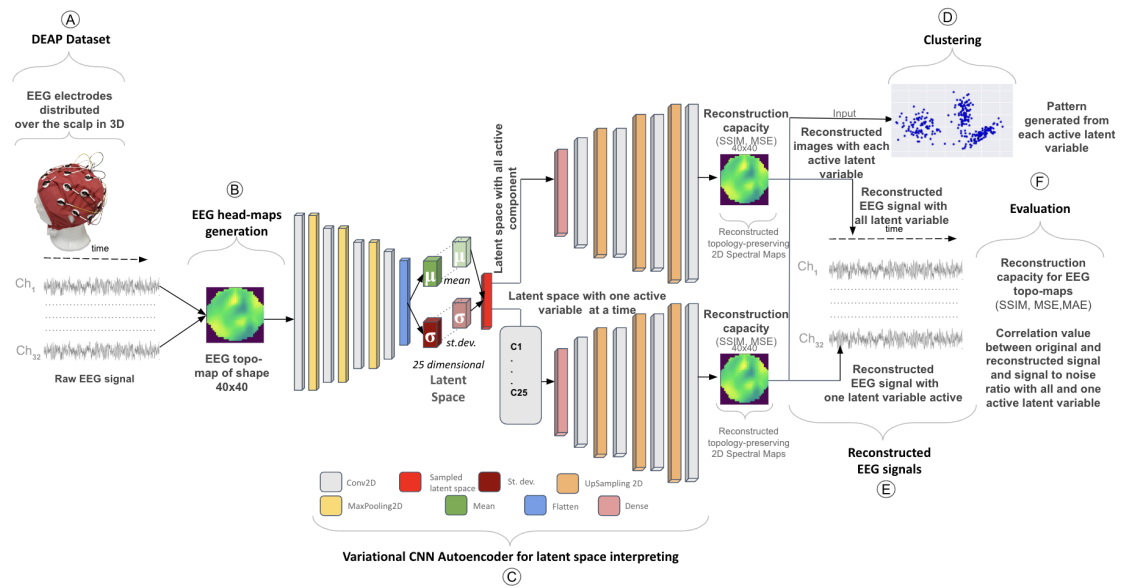 A
DEAP Dataset
EEG electrodes
distributed
over the scalp in 3D
time
Ch1
Ch32
Raw EEG signal
B
EEG head-maps
generation
EEG topo-
map of shape
40x40
μ
μ
mean
σ
σ
st.dev.
25 dimensional
Latent
Space
Latent space with all active
component
Latent space with one active
variable at a time
C1
.
.
.
C25
Reconstruction
capacity
(SSIM, MSE)
40x40
Reconstructed
topology-preserving
2D Spectral Maps
Reconstruction
capacity
(SSIM, MSE)
40x40
Reconstructed
topology-preserving
2D Spectral Maps
Conv2D
Sampled
latent space
St. dev.
UpSampling 2D
MaxPooling2D
Mean
Flatten
Dense
Variational CNN Autoencoder for latent space interpreting
C
D
Clustering
Input
Reconstructed
images with each
active latent
variable
Pattern
generated from
each active latent
variable
Reconstructed
EEG signal with
all latent variable
time
Ch1
Ch32
Reconstructed
EEG signal with
one latent variable active
Reconstructed
EEG signals
E
F
Evaluation
Reconstruction
capacity for EEG
topo-maps
(SSIM, MSE,MAE)
Correlation value
between original and
reconstructed signal
and signal to noise
ratio with all and one
active latent variable